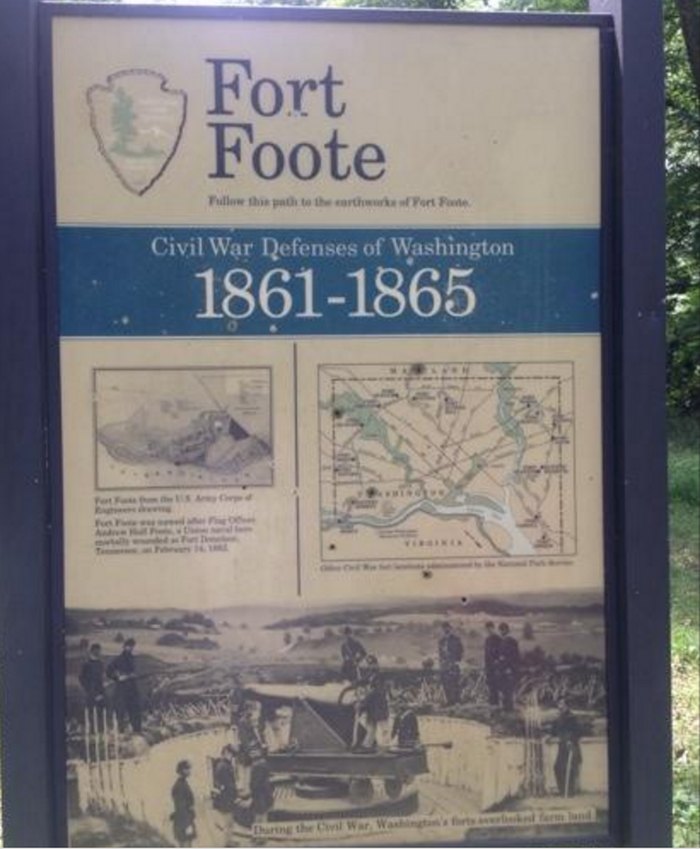 Fort
Foote
Follow this path to the earthworks of Fort Foote.
Civil War Defenses of Washington
1861-1865
Fort Foote from the U.S. Army Corps of
Engineers drawing.
Fort Foote was named after Flag Officer
Andrew Hull Foote, a Union naval hero
mortally wounded at Fort Donelson,
Tennessee, on February 14, 1862.
MARYLAND
WASHINGTON
VIRGINIA
Other Civil War fort locations administered by the National Park Service
During the Civil War, Washington's forts overlooked farm land